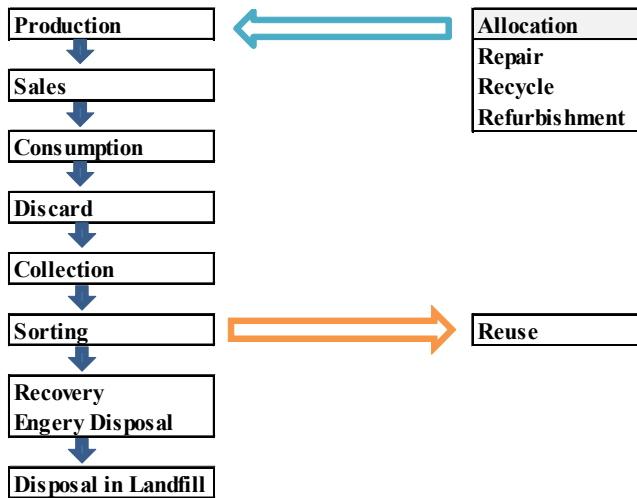 Production
Sales
Consumption
Discard
Collection
Sorting
Recovery
Engery Disposal
Disposal in Landfill
Allocation
Repair
Recycle
Refurbishment
Reuse